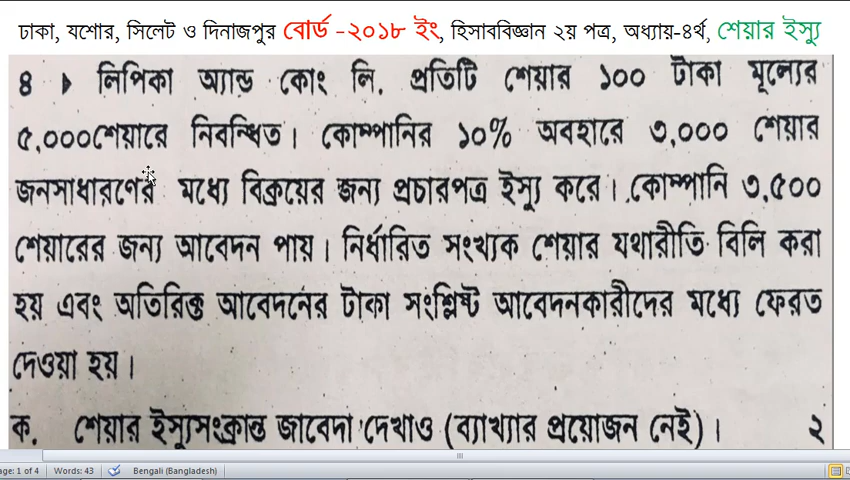 ঢাকা, যশোর, সিলেট ও দিনাজপুর বোর্ড -২০১৮ ইং, হিসাববিজ্ঞান ২য় পত্র, অধ্যায়-৪র্থ, শেয়ার ইস্যু
৪ ▶ লিপিকা অ্যান্ড কোং লি. প্রতিটি শেয়ার ১০০ টাকা মূল্যের
৫,০০০শেয়ারে নিবন্ধিত। কোম্পানির ১০% অবহারে ৩,০০০ শেয়ার
জনসাধারণের মধ্যে বিক্রয়ের জন্য প্রচারপত্র ইস্যু করে। কোম্পানি ৩,৫০০
শেয়ারের জন্য আবেদন পায়। নির্ধারিত সংখ্যক শেয়ার যথারীতি বিলি করা
হয় এবং অতিরিক্ত আবেদনের টাকা সংশ্লিষ্ট আবেদনকারীদের মধ্যে ফেরত
দেওয়া হয়।
ক. শেয়ার ইস্যুসংক্রান্ত জাবেদা দেখাও (ব্যাখ্যার প্রয়োজন নেই)। ২
age: 1 of 4 Words: 43 Bengali (Bangladesh)